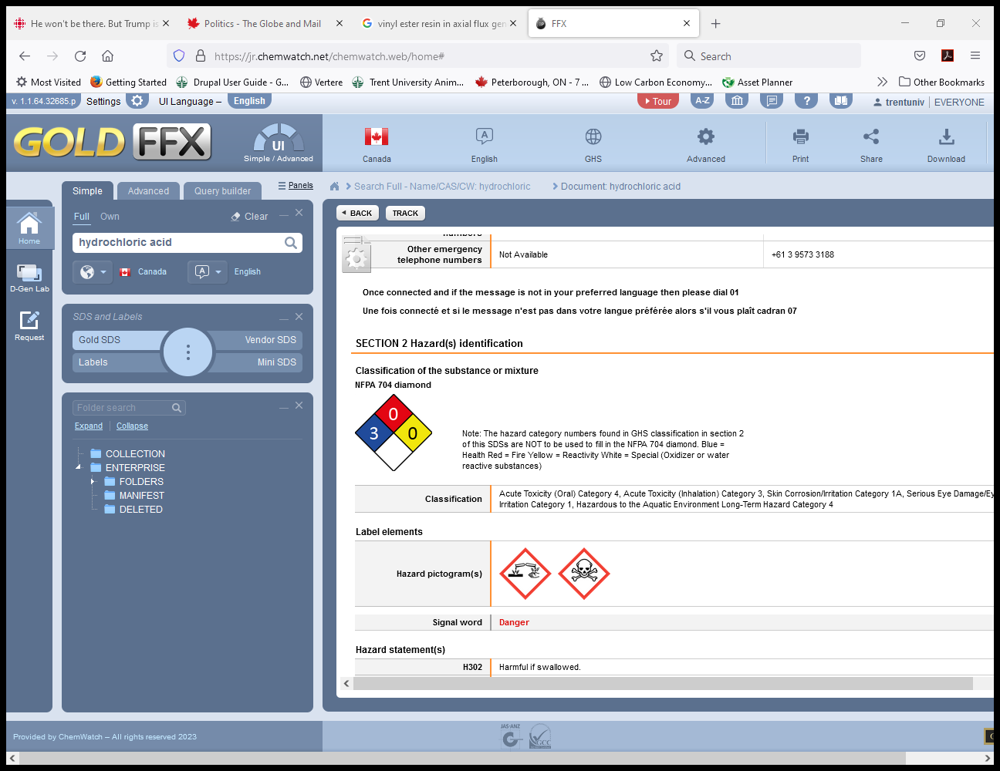 He won't be there. But Trump is
Politics - The Globe and Mail
vinyl ester resin in axial flux gen
FFX
https://jr.chemwatch.net/chemwatch.web/home#
Search
Most Visited
Getting Started
Drupal User Guide - G...
Vertere
Trent University Anim...
Peterborough, ON - 7 ...
Low Carbon Economy...
Asset Planner
Other Bookmarks
v. 1.1.64.32685.p
Settings
UI Language –
English
Tour
A-Z
?
trentuniv
EVERYONE
GOLD FFX
UI
Simple / Advanced
Canada
English
GHS
Advanced
Print
Share
Download
Simple
Advanced
Query builder
Panels
Search Full - Name/CAS/CW: hydrochloric
Document: hydrochloric acid
Home
D-Gen Lab
Request
Full
Own
Clear
hydrochloric acid
Canada
A
English
SDS and Labels
Gold SDS
Vendor SDS
Labels
Mini SDS
Folder search
Expand
Collapse
COLLECTION
ENTERPRISE
FOLDERS
MANIFEST
DELETED
BACK
TRACK
numbers
Other emergency telephone numbers
Not Available
+61 3 9573 3188
Once connected and if the message is not in your preferred language then please dial 01
Une fois connecté et si le message n'est pas dans votre langue préférée alors s'il vous plaît cadran 07
SECTION 2 Hazard(s) identification
Classification of the substance or mixture
NFPA 704 diamond
0
3
0
Note: The hazard category numbers found in GHS classification in section 2
of this SDSs are NOT to be used to fill in the NFPA 704 diamond. Blue =
Health Red = Fire Yellow = Reactivity White = Special (Oxidizer or water
reactive substances)
Classification
Acute Toxicity (Oral) Category 4, Acute Toxicity (Inhalation) Category 3, Skin Corrosion/Irritation Category 1A, Serious Eye Damage/Ey
Irritation Category 1, Hazardous to the Aquatic Environment Long-Term Hazard Category 4
Label elements
Hazard pictogram(s)
Signal word
Danger
Hazard statement(s)
H302
Harmful if swallowed.
Provided by ChemWatch – All rights reserved 2023
JAS-ANZ
GCC